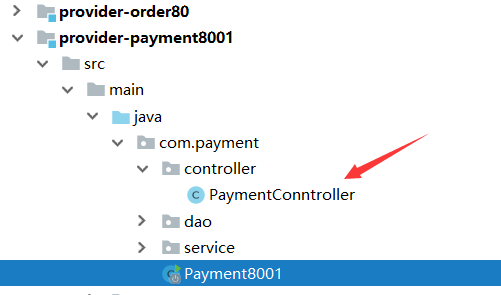 provider-order80
provider-payment8001
src
main
java
com.payment
controller
PaymentConntroller
dao
service
Payment8001